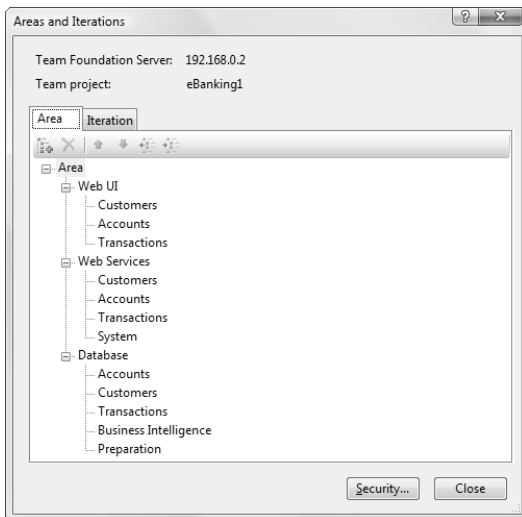 Areas and Iterations
Team Foundation Server: 192.168.0.2
Team project: eBanking1
Area Iteration
Area
Web UI
Customers
Accounts
Transactions
Web Services
Customers
Accounts
Transactions
System
Database
Accounts
Customers
Transactions
Business Intelligence
Preparation
Security... Close